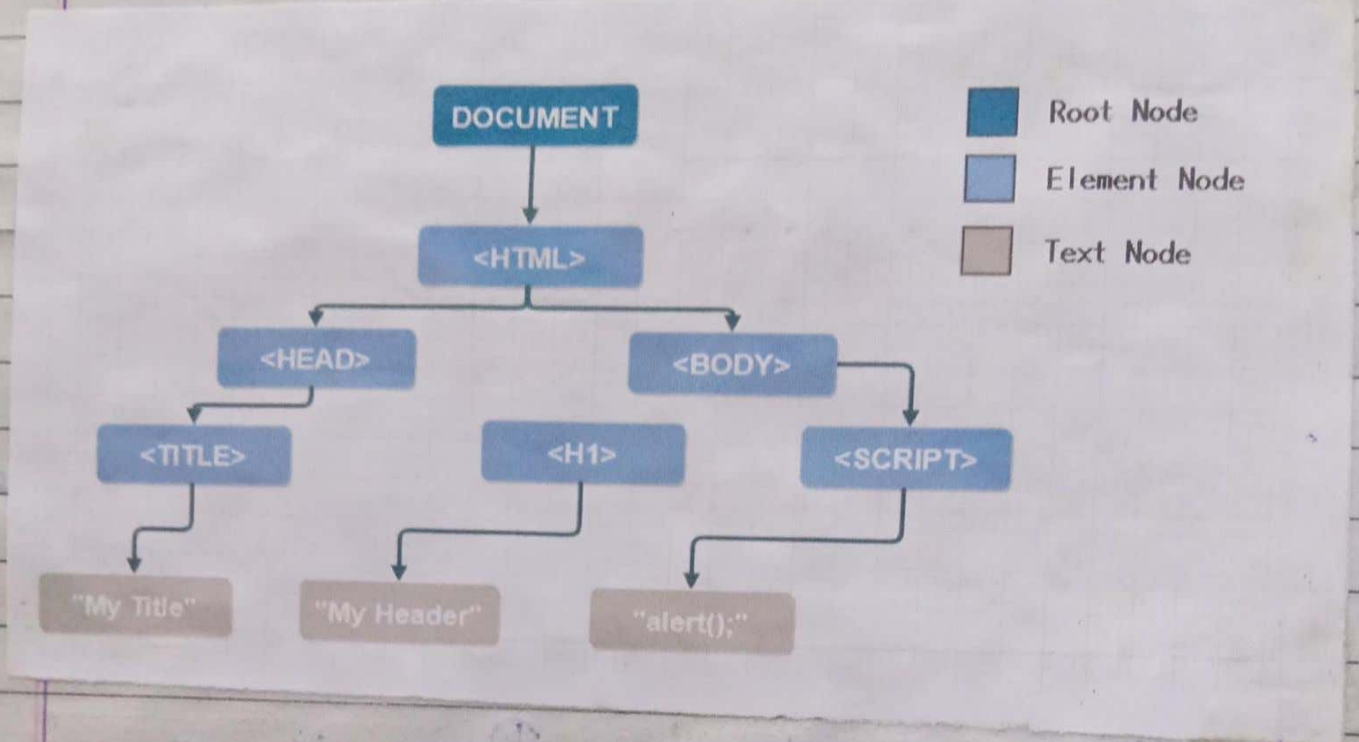 DOCUMENT
Root Node
Element Node
<HTML>
Text Node
<HEAD>
<BODY>
<TITLE>
<H1>
<SCRIPT>
"My Title"
"My Header"
"alert();"